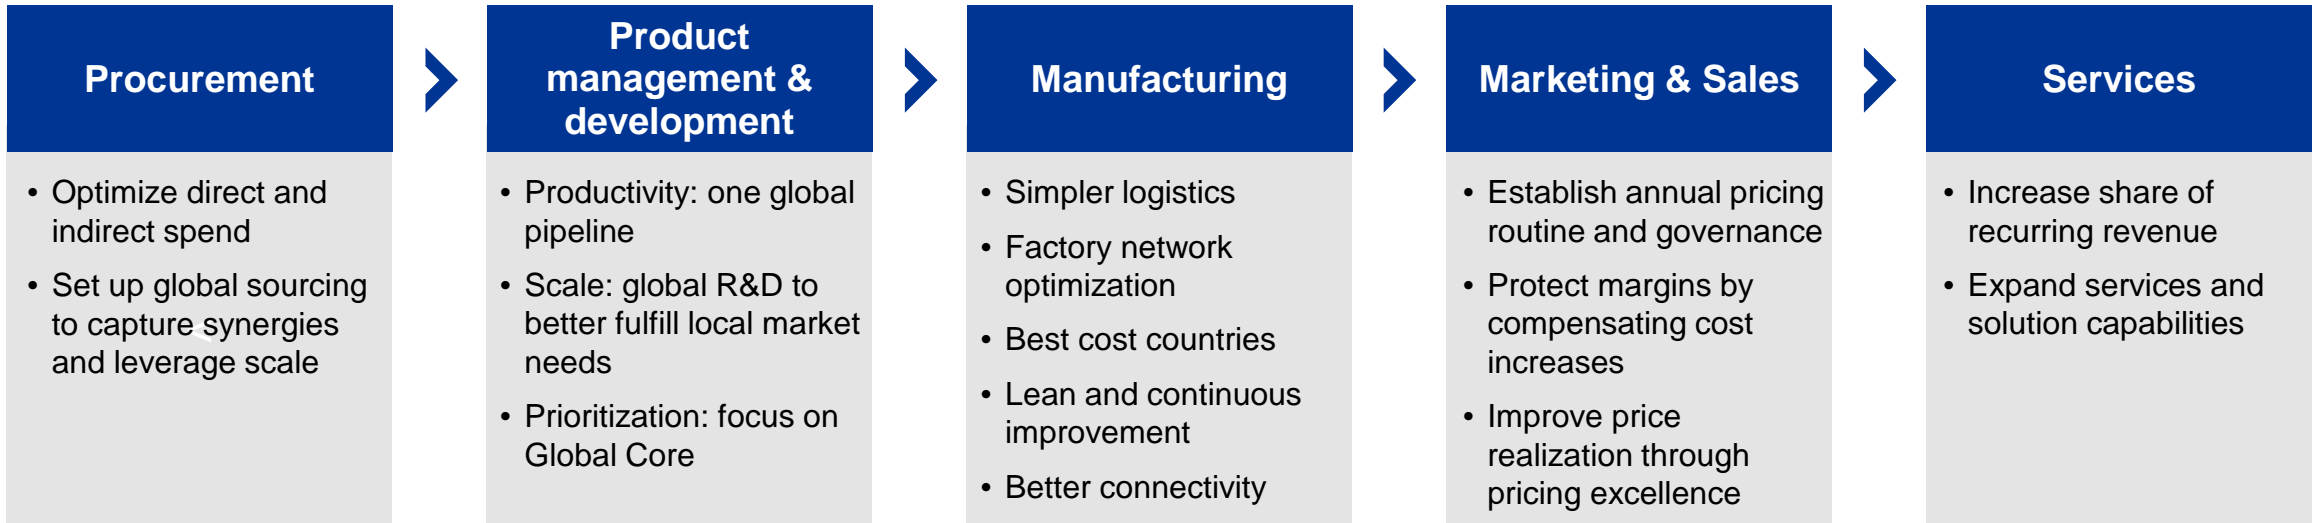 Procurement
• Optimize direct and
indirect spend
• Set up global sourcing
to capture synergies
and leverage scale
Product
management &
development
• Productivity: one global
pipeline
• Scale: global R&D to
better fulfill local market
needs
• Prioritization: focus on
Global Core
Manufacturing
• Simpler logistics
• Factory network
optimization
• Best cost countries
• Lean and continuous
improvement
• Better connectivity
Marketing & Sales
• Establish annual pricing
routine and governance
• Protect margins by
compensating cost
increases
• Improve price
realization through
pricing excellence
Services
• Increase share of
recurring revenue
• Expand services and
solution capabilities